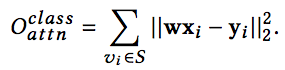 $O_{attn}^{class} = \sum_{v_i \in S} ||\mathbf{w}\mathbf{x}_i - \mathbf{y}_i||_2^2.$